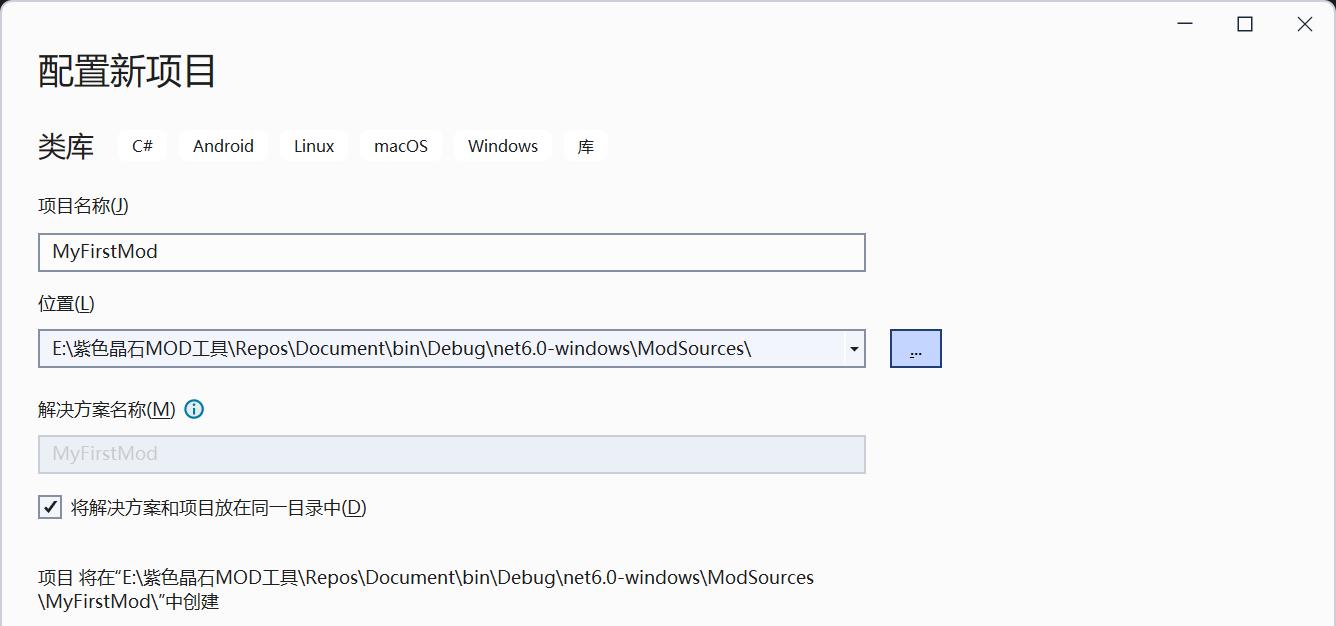 配置新项目
类库 C# Android Linux macOS Windows 库
项目名称(J)
MyFirstMod
位置(L)
E:\紫色晶石MOD工具\Repos\Document\bin\Debug\net6.0-windows\ModSources\
...
解决方案名称(M)
MyFirstMod
将解决方案和项目放在同一目录中(D)
项目 将在“E:\紫色晶石MOD工具\Repos\Document\bin\Debug\net6.0-windows\ModSources
\MyFirstMod\”中创建